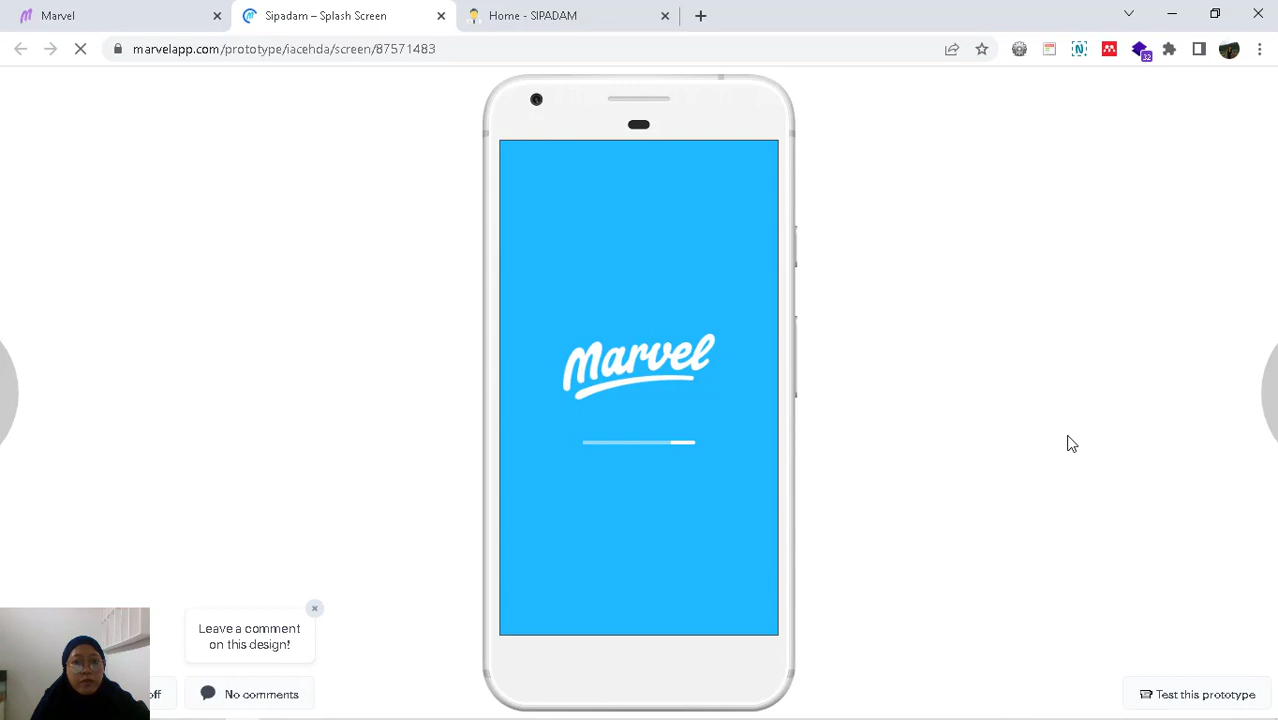 Marvel
Sipadam – Splash Screen
Home - SIPADAM
marvelapp.com/prototype/iacehda/screen/87571483
32
Marvel
Leave a comment
on this design!
off
No comments
Test this prototype